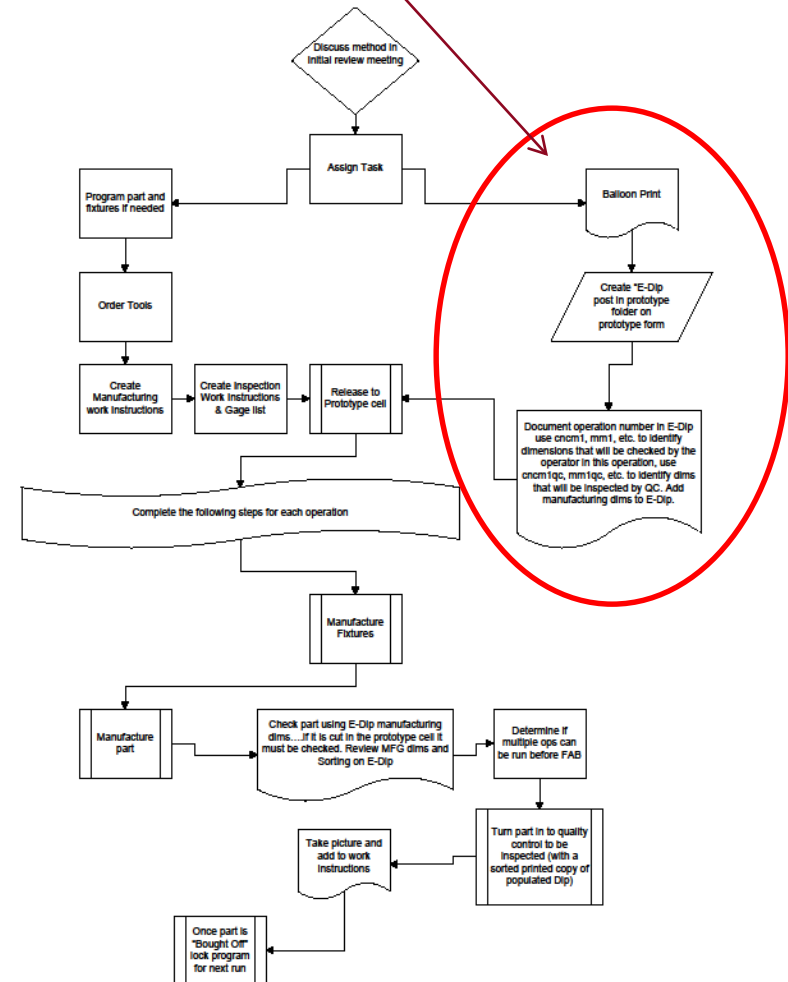 Discuss method in
initial review meeting
Assign Task
Program part and
fixtures if needed
Balloon Print
Order Tools
Create "E-Dip
post in prototype
folder on
prototype form
Create
Manufacturing
work instructions
Create Inspection
Work Instructions
& Gage list
Release to
Prototype cell
Document operation number in E-Dip
use cncm1, mm1, etc. to identify
dimensions that will be checked by the
operator in this operation, use
cncm1qc, mm1qc, etc. to identify dims
that will be inspected by QC. Add
manufacturing dims to E-Dip.
Complete the following steps for each operation
Manufacture
Fixtures
Manufacture
part
Check part using E-Dip manufacturing
dims....if it is cut in the prototype cell it
must be checked. Review MFG dims and
Sorting on E-Dip
Determine if
multiple ops can
be run before FAB
Turn part in to quality
control to be
inspected (with a
sorted printed copy of
populated Dip)
Take picture and
add to work
instructions
Once part is
"Bought Off"
lock program
for next run